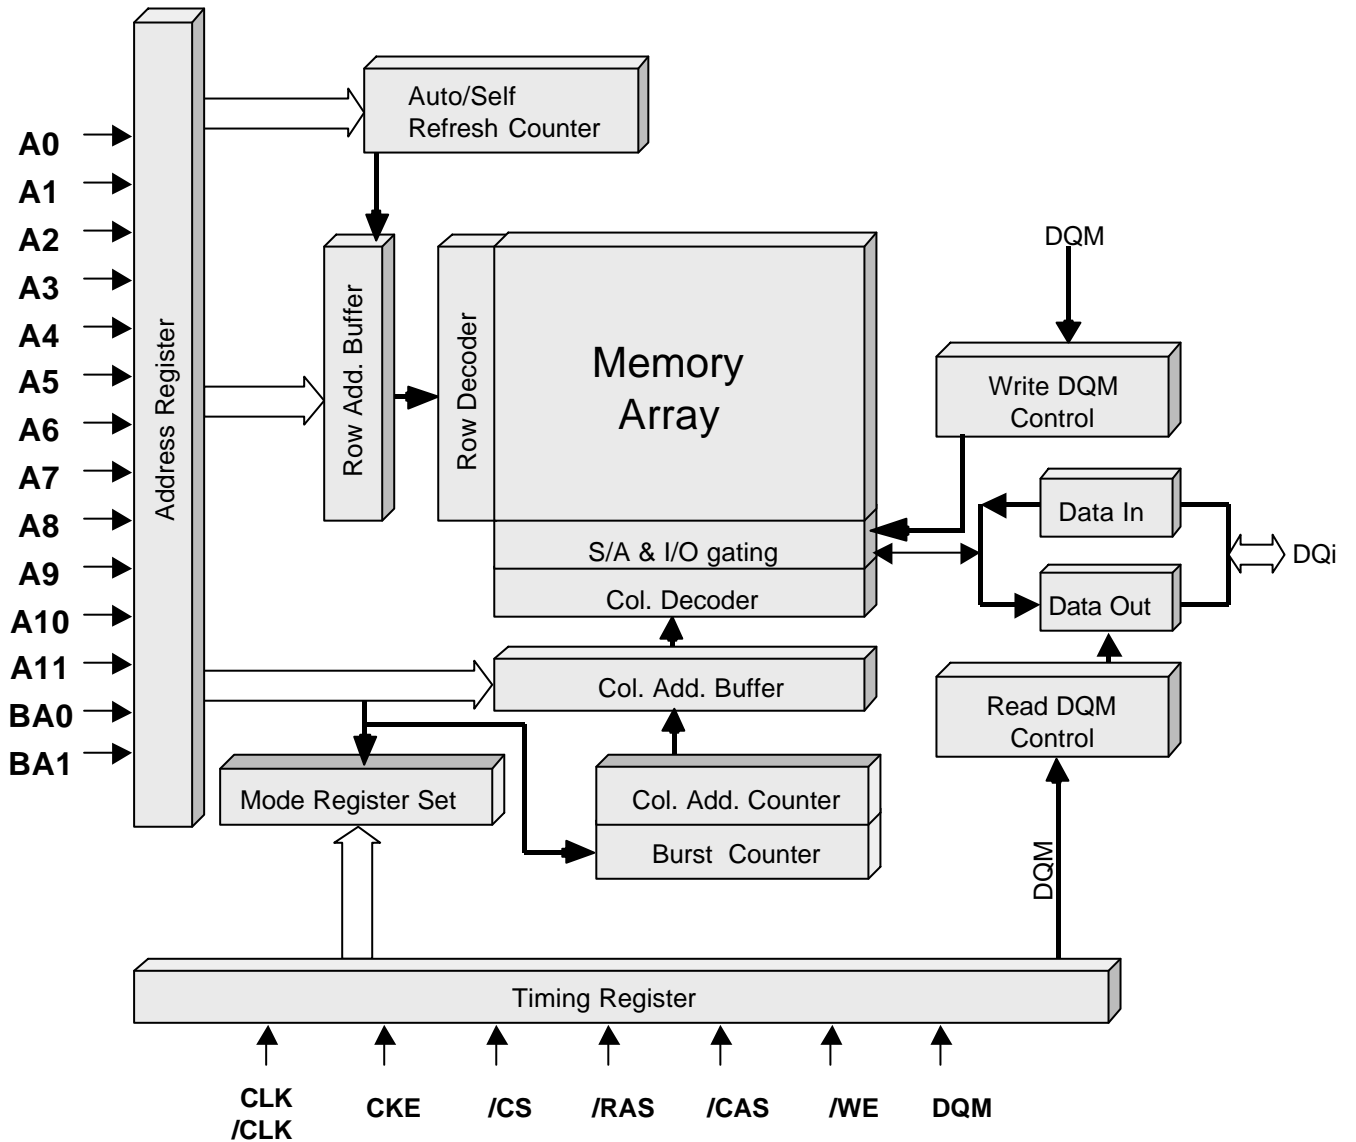 Auto/Self
Refresh Counter
A0
A1
A2
A3
A4
A5
A6
A7
A8
A9
A10
A11
BA0
BA1
Address Register
Row Add. Buffer
Row Decoder
Memory
Array
S/A & I/O gating
Col. Decoder
Col. Add. Buffer
Mode Register Set
Col. Add. Counter
Burst Counter
DQM
Write DQM
Control
Data In
DQi
Data Out
Read DQM
Control
DQM
Timing Register
CLK
/CLK
CKE
/CS
/RAS
/CAS
/WE
DQM